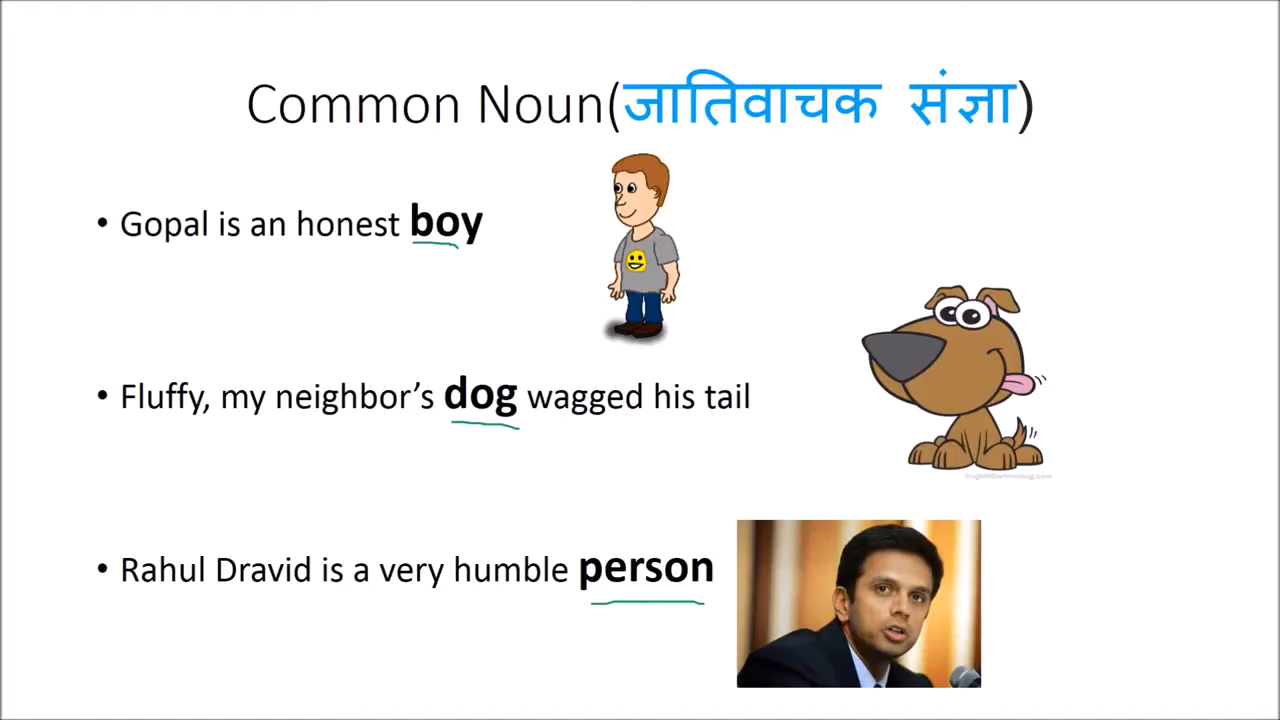 Common Noun(जातिवाचक संज्ञा)
• Gopal is an honest boy
• Fluffy, my neighbor’s dog wagged his tail
• Rahul Dravid is a very humble person